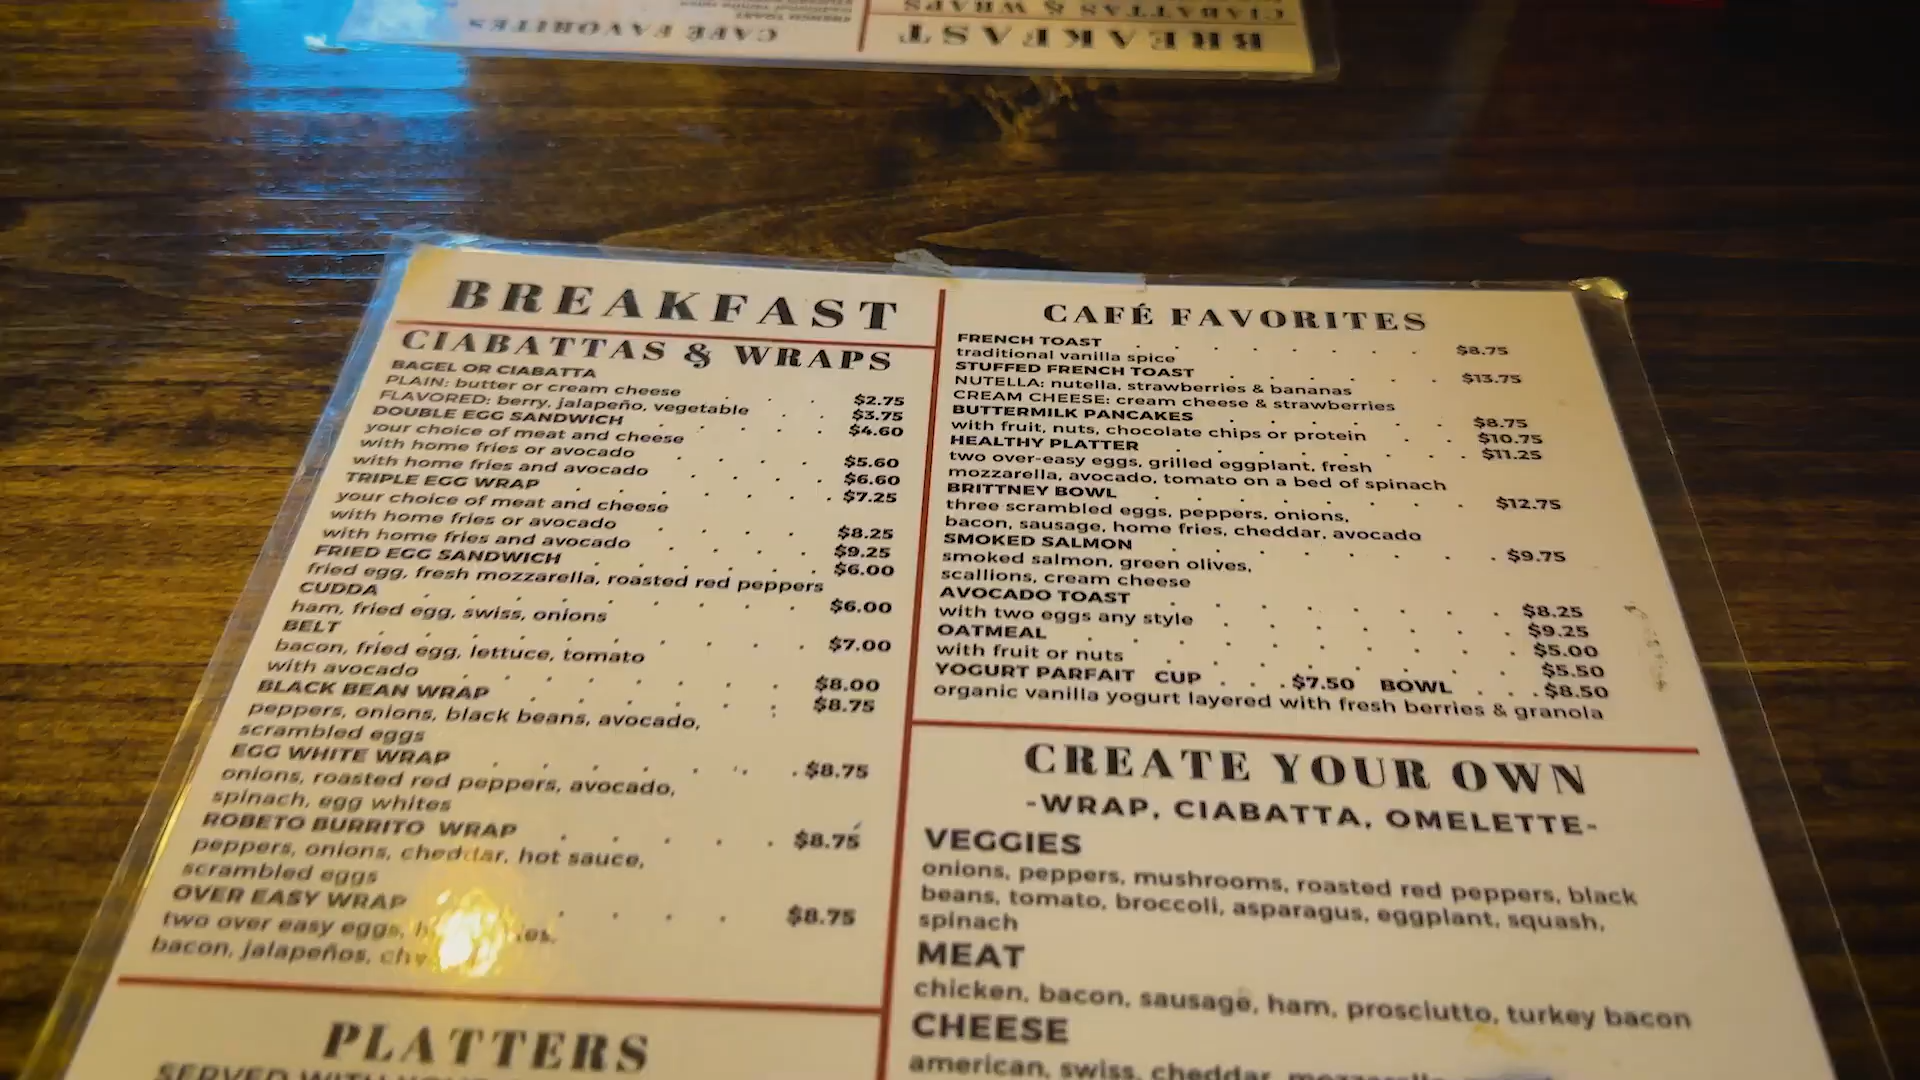 CAFÉ FAVORITES
CIABATTAS & WRAPS
BREAKFAST
BREAKFAST
CIABATTAS & WRAPS
BAGEL OR CIABATTA
PLAIN: butter or cream cheese . . $2.75
FLAVORED: berry, jalapeño, vegetable . . $3.75
DOUBLE EGG SANDWICH . . . . . $4.60
your choice of meat and cheese
with home fries or avocado . . . . $5.60
with home fries and avocado . . . . $6.60
TRIPLE EGG WRAP . . . . . . $7.25
your choice of meat and cheese
with home fries or avocado . . . . $8.25
with home fries and avocado . . . . $9.25
FRIED EGG SANDWICH . . . . . . $6.00
fried egg, fresh mozzarella, roasted red peppers
CUDDA . . . . . . . . $6.00
ham, fried egg, swiss, onions
BELT . . . . . . . . $7.00
bacon, fried egg, lettuce, tomato
with avocado . . . . . . . $8.00
BLACK BEAN WRAP . . . . . . $8.75
peppers, onions, black beans, avocado,
scrambled eggs
EGG WHITE WRAP . . . . . . $8.75
onions, roasted red peppers, avocado,
spinach, egg whites
ROBETO BURRITO WRAP . . . . . $8.75
peppers, onions, cheddar, hot sauce,
scrambled eggs
OVER EASY WRAP . . . . $8.75
two over easy eggs,
bacon, jalapeños,
PLATTERS
SERVED WITH
CAFÉ FAVORITES
FRENCH TOAST . . . . . . . $8.75
traditional vanilla spice
STUFFED FRENCH TOAST . . . . . . $13.75
NUTELLA: nutella, strawberries & bananas
CREAM CHEESE: cream cheese & strawberries
BUTTERMILK PANCAKES . . . . . . $8.75
with fruit, nuts, chocolate chips or protein . . $10.75
HEALTHY PLATTER . . . . . . . $11.25
two over-easy eggs, grilled eggplant, fresh
mozzarella, avocado, tomato on a bed of spinach
BRITTNEY BOWL . . . . . . . $12.75
three scrambled eggs, peppers, onions,
bacon, sausage, home fries, cheddar, avocado
SMOKED SALMON . . . . . . . $9.75
smoked salmon, green olives,
scallions, cream cheese
AVOCADO TOAST . . . . . . . $8.25
with two eggs any style . . . . . . $9.25
OATMEAL . . . . . . . . $5.00
with fruit or nuts . . . . . . . $5.50
YOGURT PARFAIT CUP . . . $7.50 BOWL . . . $8.50
organic vanilla yogurt layered with fresh berries & granola
CREATE YOUR OWN
-WRAP, CIABATTA, OMELETTE-
VEGGIES
onions, peppers, mushrooms, roasted red peppers, black
beans, tomato, broccoli, asparagus, eggplant, squash,
spinach
MEAT
chicken, bacon, sausage, ham, prosciutto, turkey bacon
CHEESE
american, swiss, cheddar,